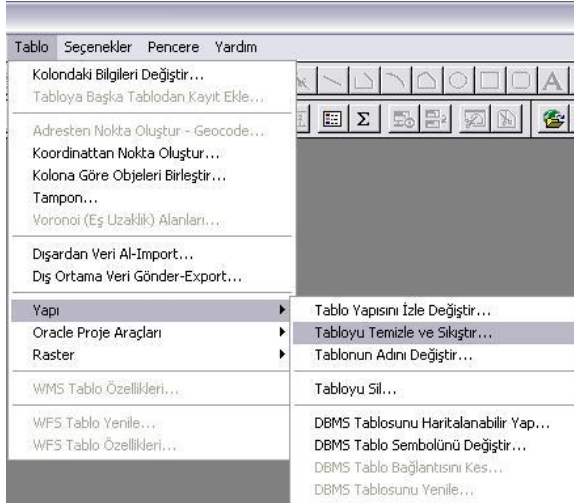 Tablo Seçenekler Pencere Yardım
Kolondaki Bilgileri Değiştir...
Tabloya Başka Tablodan Kayıt Ekle...
Adresten Nokta Oluştur - Geocode...
Koordinattan Nokta Oluştur...
Kolona Göre Objeleri Birleştir...
Tampon...
Voronoi (Eş Uzaklık) Alanları...
Dışardan Veri Al-Import...
Dış Ortama Veri Gönder-Export...
Yapı
Oracle Proje Araçları
Raster
WMS Tablo Özellikleri...
WFS Tablo Yenile...
WFS Tablo Özellikleri...
Tablo Yapısını İzle Değiştir...
Tabloyu Temizle ve Sıkıştır...
Tablonun Adını Değiştir...
Tabloyu Sil...
DBMS Tablosunu Haritalanabilir Yap...
DBMS Tablo Sembolünü Değiştir...
DBMS Tablo Bağlantısını Kes...
DBMS Tablosunu Yenile...
A
Σ